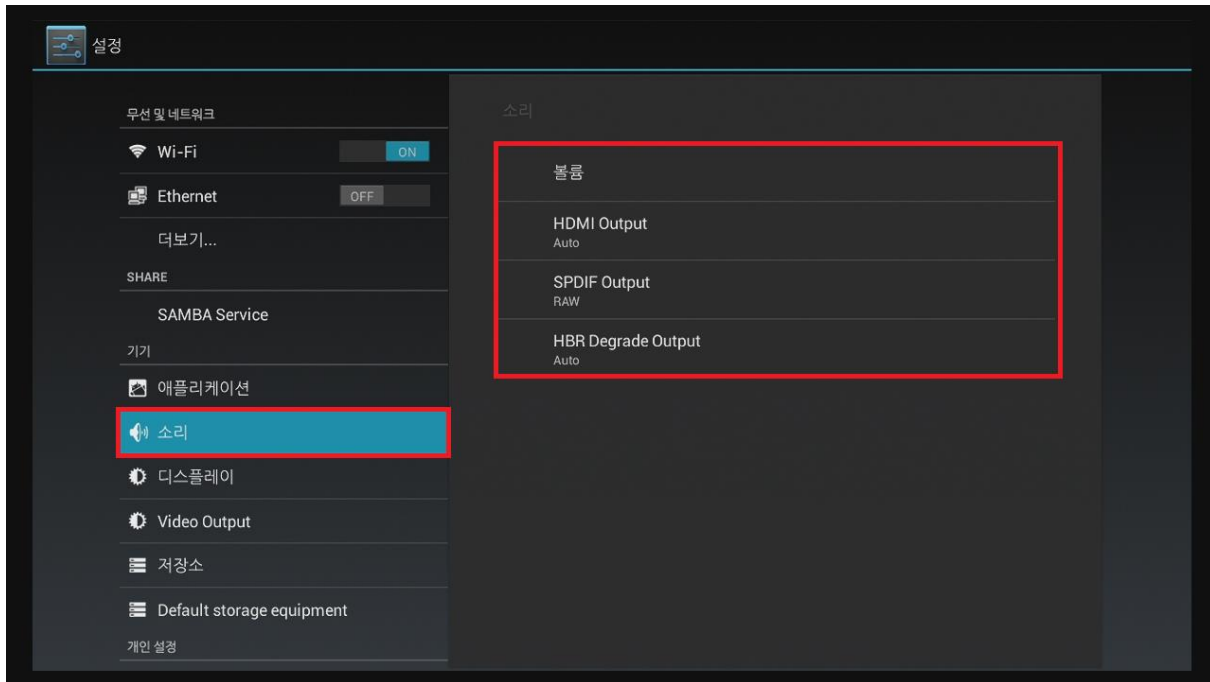 설정
무선 및 네트워크
Wi-Fi
ON
Ethernet
OFF
더보기...
SHARE
SAMBA Service
기기
애플리케이션
소리
디스플레이
Video Output
저장소
Default storage equipment
개인 설정
소리
볼륨
HDMI Output
Auto
SPDIF Output
RAW
HBR Degrade Output
Auto